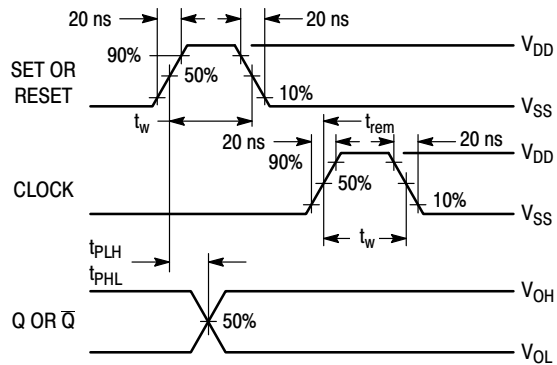 20 ns 20 ns
V_DD
90%
SET OR
RESET
50%
10%
V_SS
t_w t_rem
20 ns 20 ns
V_DD
90%
CLOCK
50%
10%
V_SS
t_w
t_PLH
t_PHL
V_OH
Q OR Q̅
50%
V_OL